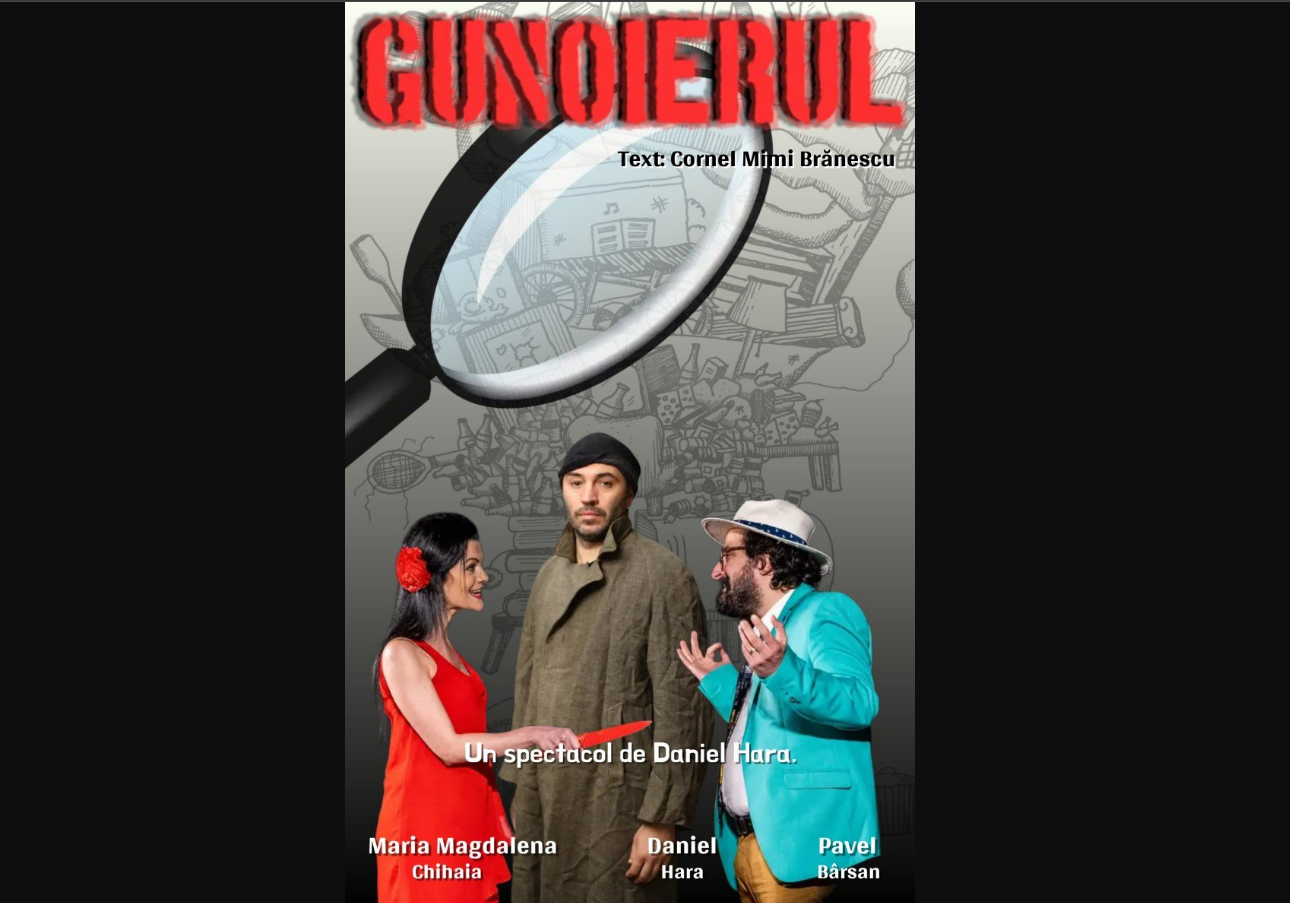 GUNOIERUL
Text: Cornel Mimi Brănescu
Un spectacol de Daniel Hara.
Maria Magdalena
Chihaia
Daniel
Hara
Pavel
Bârsan